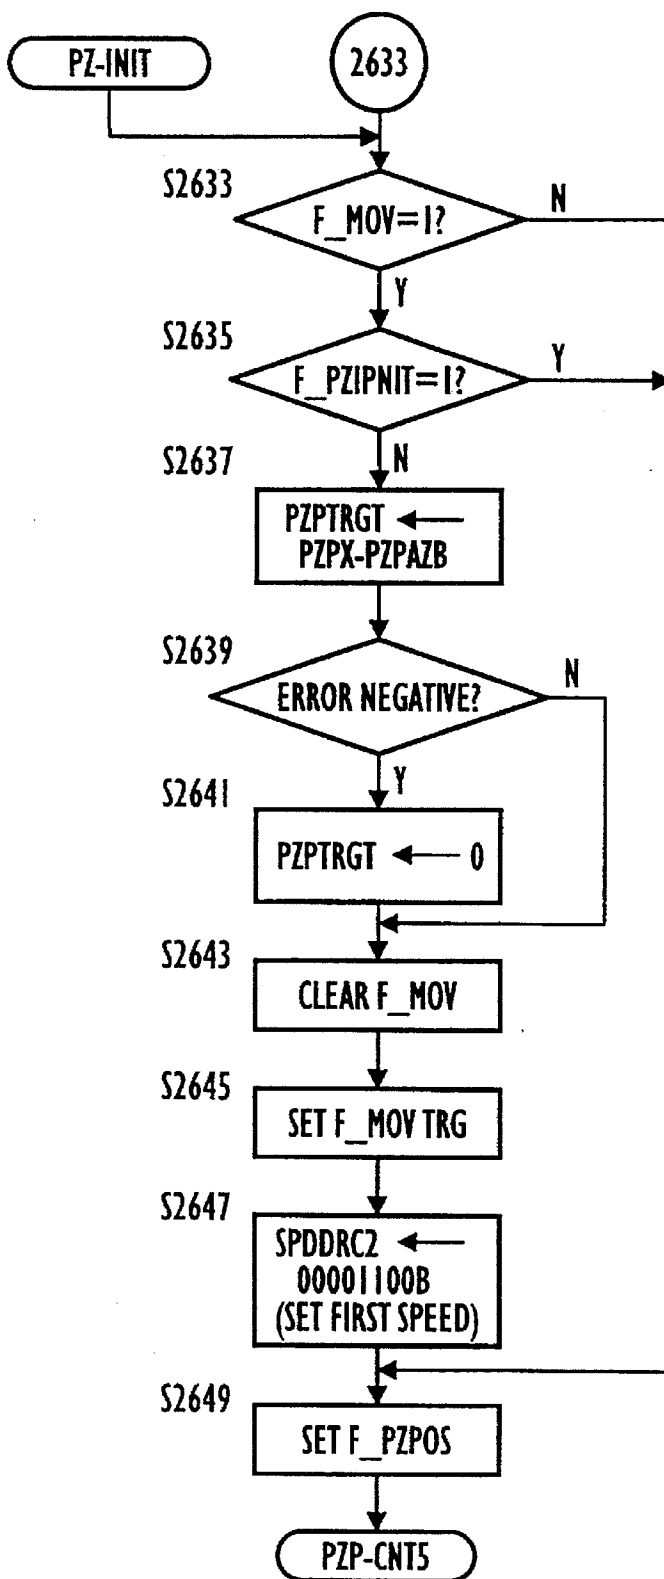 PZ-INIT
2633
S2633
F_MOV=1?
N
Y
S2635
F_PZIPNIT=1?
Y
N
S2637
PZPTRGT ←
PZPX-PZPAZB
S2639
ERROR NEGATIVE?
N
Y
S2641
PZPTRGT ← 0
S2643
CLEAR F_MOV
S2645
SET F_MOV TRG
S2647
SPDDRC2 ←
00001100B
(SET FIRST SPEED)
S2649
SET F_PZPOS
PZP-CNT5